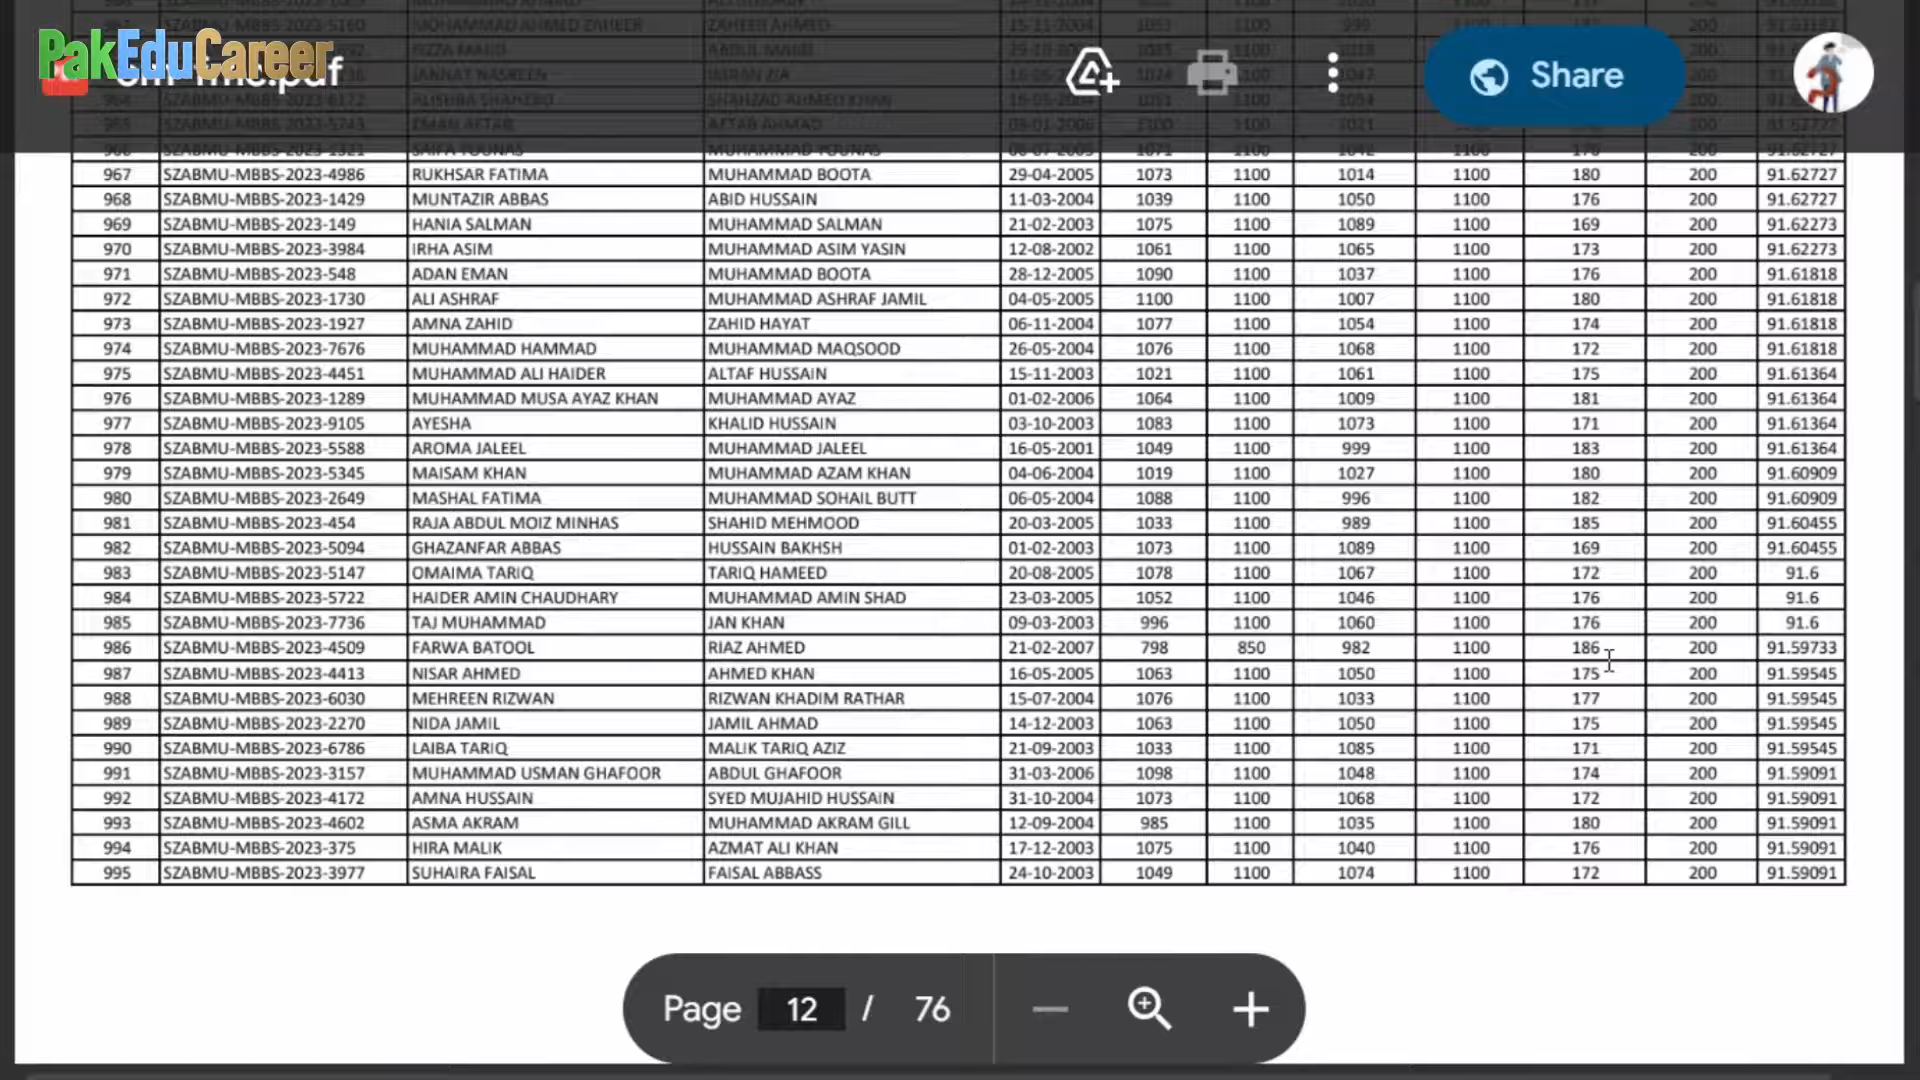 PakEduCareer
Share
967 SZABMU-MBBS-2023-4986 RUKHSAR FATIMA MUHAMMAD BOOTA 29-04-2005 1073 1100 1014 1100 180 200 91.62727
968 SZABMU-MBBS-2023-1429 MUNTAZIR ABBAS ABID HUSSAIN 11-03-2004 1039 1100 1050 1100 176 200 91.62727
969 SZABMU-MBBS-2023-149 HANIA SALMAN MUHAMMAD SALMAN 21-02-2003 1075 1100 1089 1100 169 200 91.62273
970 SZABMU-MBBS-2023-3984 IRHA ASIM MUHAMMAD ASIM YASIN 12-08-2002 1061 1100 1065 1100 173 200 91.62273
971 SZABMU-MBBS-2023-548 ADAN EMAN MUHAMMAD BOOTA 28-12-2005 1090 1100 1037 1100 176 200 91.61818
972 SZABMU-MBBS-2023-1730 ALI ASHRAF MUHAMMAD ASHRAF JAMIL 04-05-2005 1100 1100 1007 1100 180 200 91.61818
973 SZABMU-MBBS-2023-1927 AMNA ZAHID ZAHID HAYAT 06-11-2004 1077 1100 1054 1100 174 200 91.61818
974 SZABMU-MBBS-2023-7676 MUHAMMAD HAMMAD MUHAMMAD MAQSOOD 26-05-2004 1076 1100 1068 1100 172 200 91.61818
975 SZABMU-MBBS-2023-4451 MUHAMMAD ALI HAIDER ALTAF HUSSAIN 15-11-2003 1021 1100 1061 1100 175 200 91.61364
976 SZABMU-MBBS-2023-1289 MUHAMMAD MUSA AYAZ KHAN MUHAMMAD AYAZ 01-02-2006 1064 1100 1009 1100 181 200 91.61364
977 SZABMU-MBBS-2023-9105 AYESHA KHALID HUSSAIN 03-10-2003 1083 1100 1073 1100 171 200 91.61364
978 SZABMU-MBBS-2023-5588 AROMA JALEEL MUHAMMAD JALEEL 16-05-2001 1049 1100 999 1100 183 200 91.61364
979 SZABMU-MBBS-2023-5345 MAISAM KHAN MUHAMMAD AZAM KHAN 04-06-2004 1019 1100 1027 1100 180 200 91.60909
980 SZABMU-MBBS-2023-2649 MASHAL FATIMA MUHAMMAD SOHAIL BUTT 06-05-2004 1088 1100 996 1100 182 200 91.60909
981 SZABMU-MBBS-2023-454 RAJA ABDUL MOIZ MINHAS SHAHID MEHMOOD 20-03-2005 1033 1100 989 1100 185 200 91.60455
982 SZABMU-MBBS-2023-5094 GHAZANFAR ABBAS HUSSAIN BAKHSH 01-02-2003 1073 1100 1089 1100 169 200 91.60455
983 SZABMU-MBBS-2023-5147 OMAIMA TARIQ TARIQ HAMEED 20-08-2005 1078 1100 1067 1100 172 200 91.6
984 SZABMU-MBBS-2023-5722 HAIDER AMIN CHAUDHARY MUHAMMAD AMIN SHAD 23-03-2005 1052 1100 1046 1100 176 200 91.6
985 SZABMU-MBBS-2023-7736 TAJ MUHAMMAD JAN KHAN 09-03-2003 996 1100 1060 1100 176 200 91.6
986 SZABMU-MBBS-2023-4509 FARWA BATOOL RIAZ AHMED 21-02-2007 798 850 982 1100 186 200 91.59733
987 SZABMU-MBBS-2023-4413 NISAR AHMED AHMED KHAN 16-05-2005 1063 1100 1050 1100 175 200 91.59545
988 SZABMU-MBBS-2023-6030 MEHREEN RIZWAN RIZWAN KHADIM RATHAR 15-07-2004 1076 1100 1033 1100 177 200 91.59545
989 SZABMU-MBBS-2023-2270 NIDA JAMIL JAMIL AHMAD 14-12-2003 1063 1100 1050 1100 175 200 91.59545
990 SZABMU-MBBS-2023-6786 LAIBA TARIQ MALIK TARIQ AZIZ 21-09-2003 1033 1100 1085 1100 171 200 91.59545
991 SZABMU-MBBS-2023-3157 MUHAMMAD USMAN GHAFOOR ABDUL GHAFOOR 31-03-2006 1098 1100 1048 1100 174 200 91.59091
992 SZABMU-MBBS-2023-4172 AMNA HUSSAIN SYED MUJAHID HUSSAIN 31-10-2004 1073 1100 1068 1100 172 200 91.59091
993 SZABMU-MBBS-2023-4602 ASMA AKRAM MUHAMMAD AKRAM GILL 12-09-2004 985 1100 1035 1100 180 200 91.59091
994 SZABMU-MBBS-2023-375 HIRA MALIK AZMAT ALI KHAN 17-12-2003 1075 1100 1040 1100 176 200 91.59091
995 SZABMU-MBBS-2023-3977 SUHAIRA FAISAL FAISAL ABBASS 24-10-2003 1049 1100 1074 1100 172 200 91.59091
Page 12 / 76